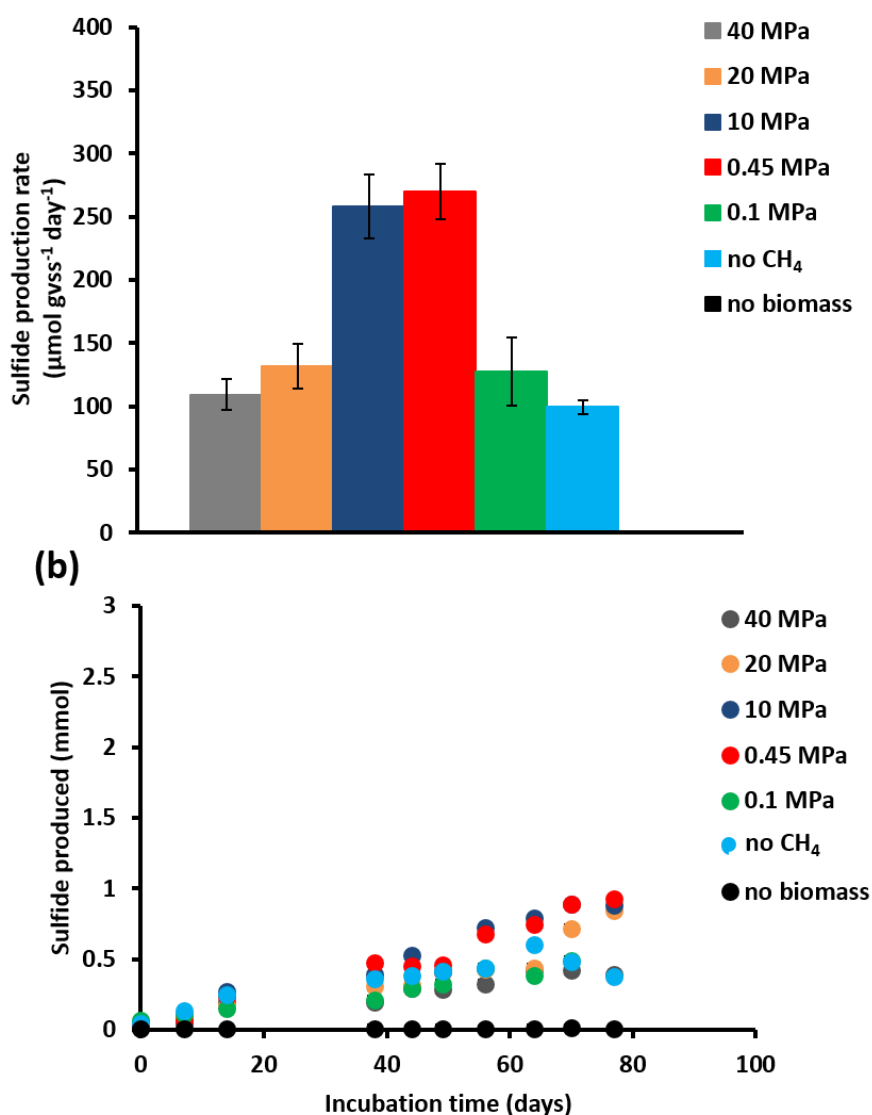 400
350
300
250
200
150
100
50
0
Sulfide production rate
(µmol gvss⁻¹ day⁻¹)
40 MPa
20 MPa
10 MPa
0.45 MPa
0.1 MPa
no CH₄
no biomass
(b)
3
2.5
2
1.5
1
0.5
0
Sulfide produced (mmol)
40 MPa
20 MPa
10 MPa
0.45 MPa
0.1 MPa
no CH₄
no biomass
0 20 40 60 80 100
Incubation time (days)